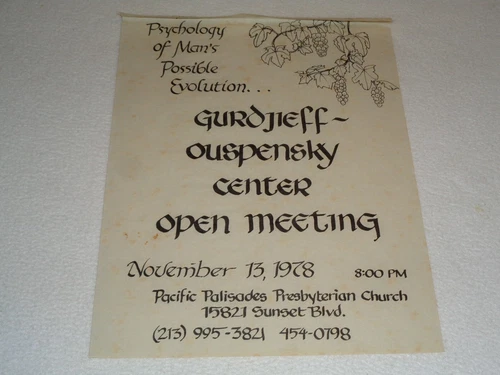 Psychology
of Man's
Possible
Evolution...
GURDJIEFF-
OUSPENSKY
CENTER
OPEN MEETING
November 13, 1978 8:00 PM
Pacific Palisades Presbyterian Church
15821 Sunset Blvd.
(213) 995-3821 454-0798